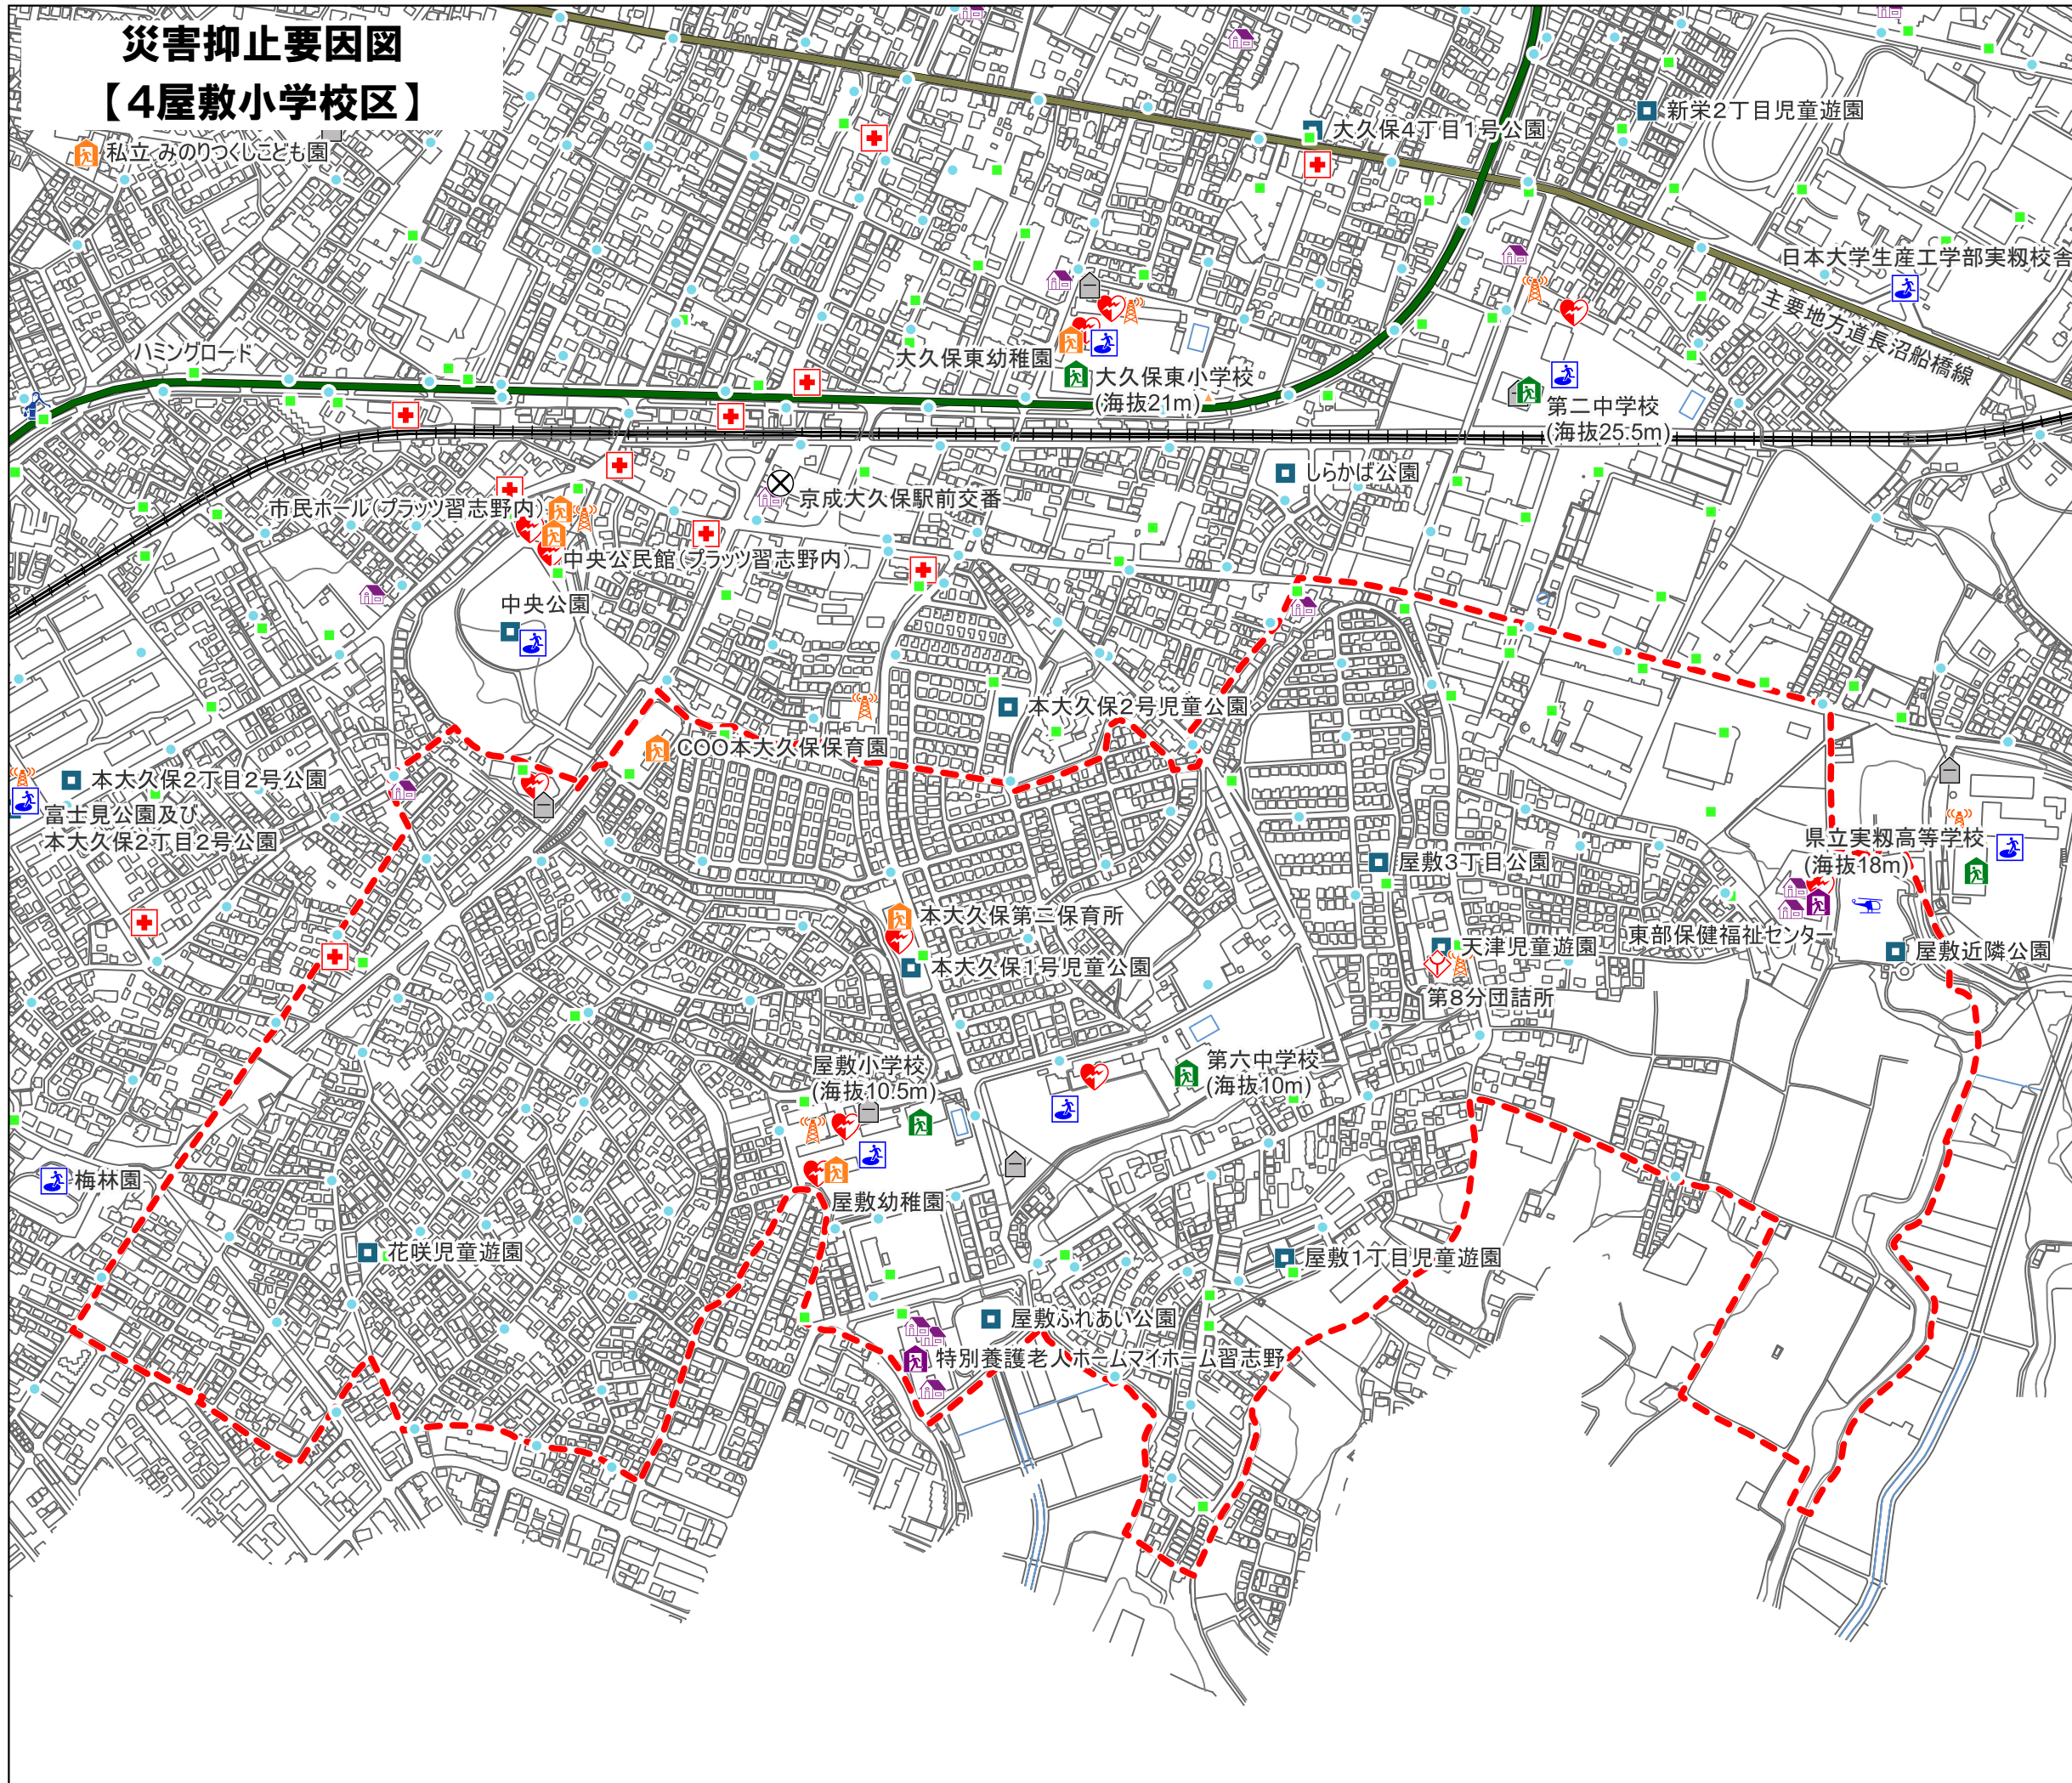 災害抑止要因図
【４屋敷小学校区】
私立 みのりつくしこども園
大久保４丁目１号公園
新栄２丁目児童遊園
日本大学生産工学部実籾校舎
主要地方道長沼船橋線
ハミングロード
大久保東幼稚園
大久保東小学校
(海抜21m)
第二中学校
(海抜25.5m)
しらかば公園
市民ホール(プラッツ習志野内)
京成大久保駅前交番
中央公民館(プラッツ習志野内)
中央公園
本大久保2号児童公園
COO本大久保保育園
本大久保２丁目２号公園
富士見公園及び
本大久保２丁目２号公園
県立実籾高等学校
(海抜18m)
屋敷３丁目公園
本大久保第二保育所
本大久保1号児童公園
天津児童遊園
東部保健福祉センター
屋敷近隣公園
第８分団詰所
屋敷小学校
(海抜10.5m)
第六中学校
(海抜10m)
梅林園
屋敷幼稚園
花咲児童遊園
屋敷１丁目児童遊園
屋敷ふれあい公園
特別養護老人ホームマイホーム習志野